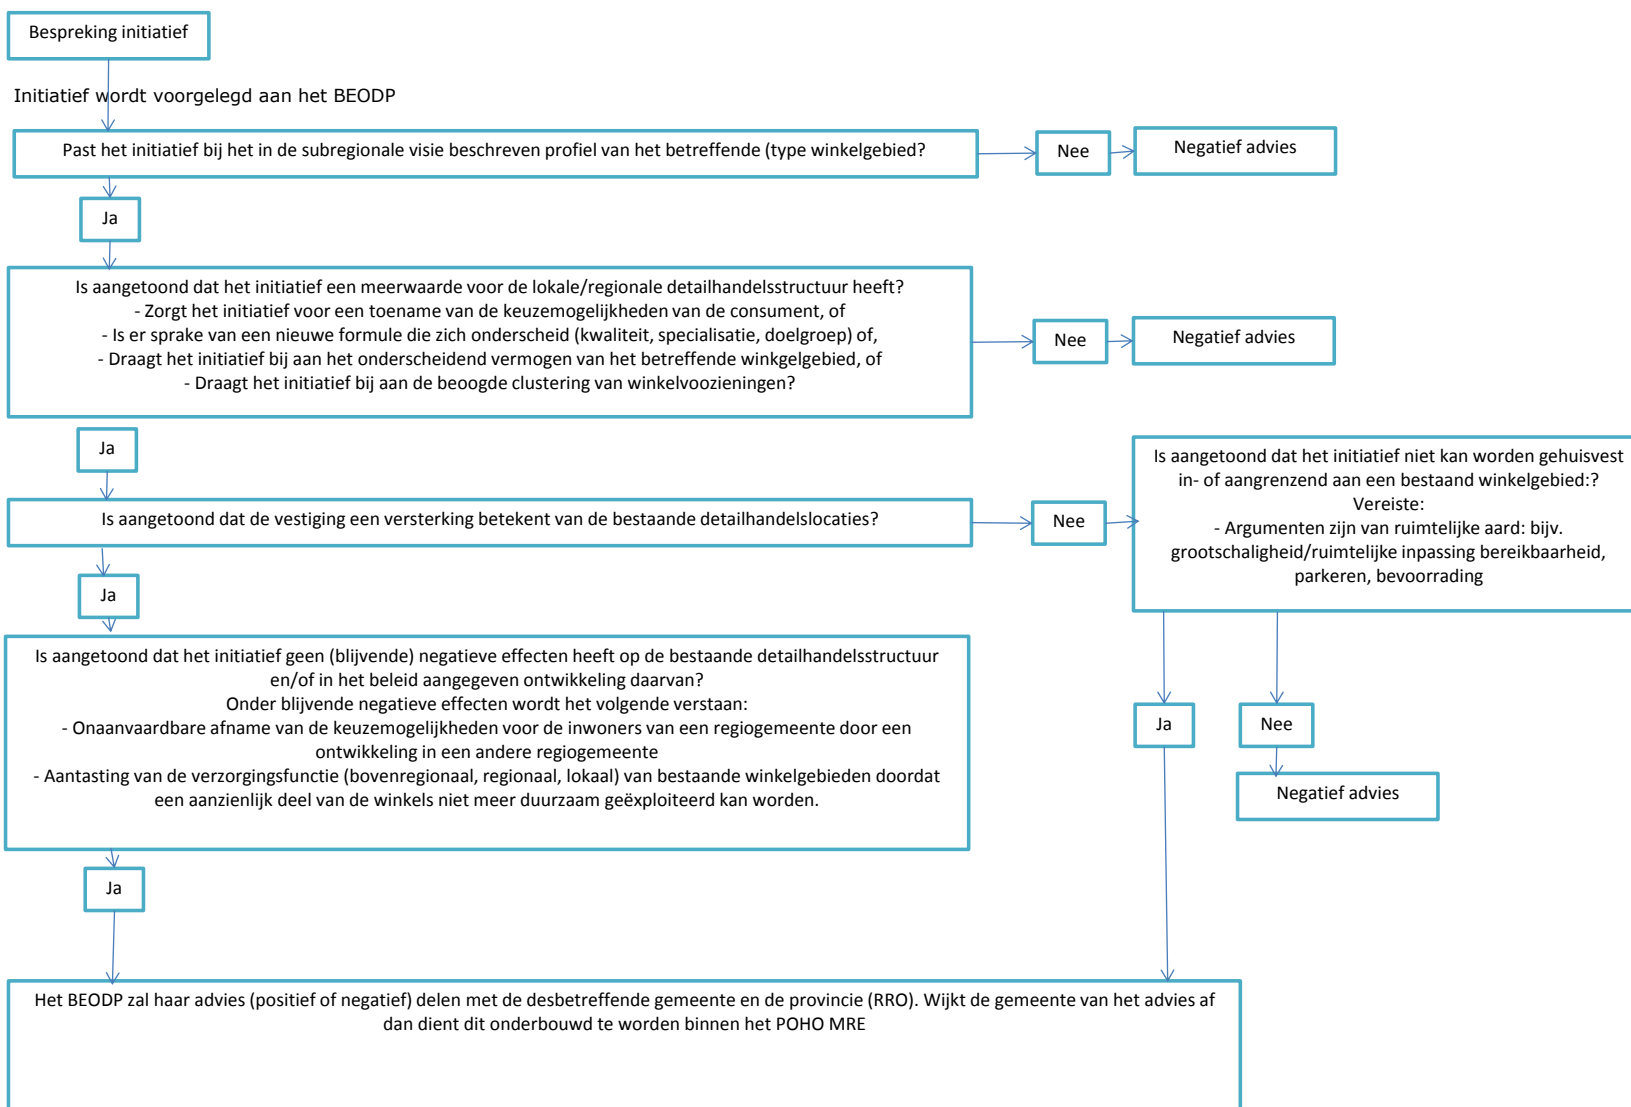 Bespreking initiatief
Initiatief wordt voorgelegd aan het BEODP
Past het initiatief bij het in de subregionale visie beschreven profiel van het betreffende (type winkelgebied?
Nee
Negatief advies
Ja
Is aangetoond dat het initiatief een meerwaarde voor de lokale/regionale detailhandelsstructuur heeft?
- Zorgt het initiatief voor een toename van de keuzemogelijkheden van de consument, of
- Is er sprake van een nieuwe formule die zich onderscheid (kwaliteit, specialisatie, doelgroep) of,
- Draagt het initiatief bij aan het onderscheidend vermogen van het betreffende winkgelgebied, of
- Draagt het initiatief bij aan de beoogde clustering van winkelvoozieningen?
Nee
Negatief advies
Ja
Is aangetoond dat de vestiging een versterking betekent van de bestaande detailhandelslocaties?
Nee
Is aangetoond dat het initiatief niet kan worden gehuisvest
in- of aangrenzend aan een bestaand winkelgebied:?
Vereiste:
- Argumenten zijn van ruimtelijke aard: bijv.
grootschaligheid/ruimtelijke inpassing bereikbaarheid,
parkeren, bevoorrading
Ja
Is aangetoond dat het initiatief geen (blijvende) negatieve effecten heeft op de bestaande detailhandelsstructuur
en/of in het beleid aangegeven ontwikkeling daarvan?
Onder blijvende negatieve effecten wordt het volgende verstaan:
- Onaanvaardbare afname van de keuzemogelijkheden voor de inwoners van een regiogemeente door een
ontwikkeling in een andere regiogemeente
- Aantasting van de verzorgingsfunctie (bovenregionaal, regionaal, lokaal) van bestaande winkelgebieden doordat
een aanzienlijk deel van de winkels niet meer duurzaam geëxploiteerd kan worden.
Ja
Nee
Negatief advies
Ja
Het BEODP zal haar advies (positief of negatief) delen met de desbetreffende gemeente en de provincie (RRO). Wijkt de gemeente van het advies af
dan dient dit onderbouwd te worden binnen het POHO MRE